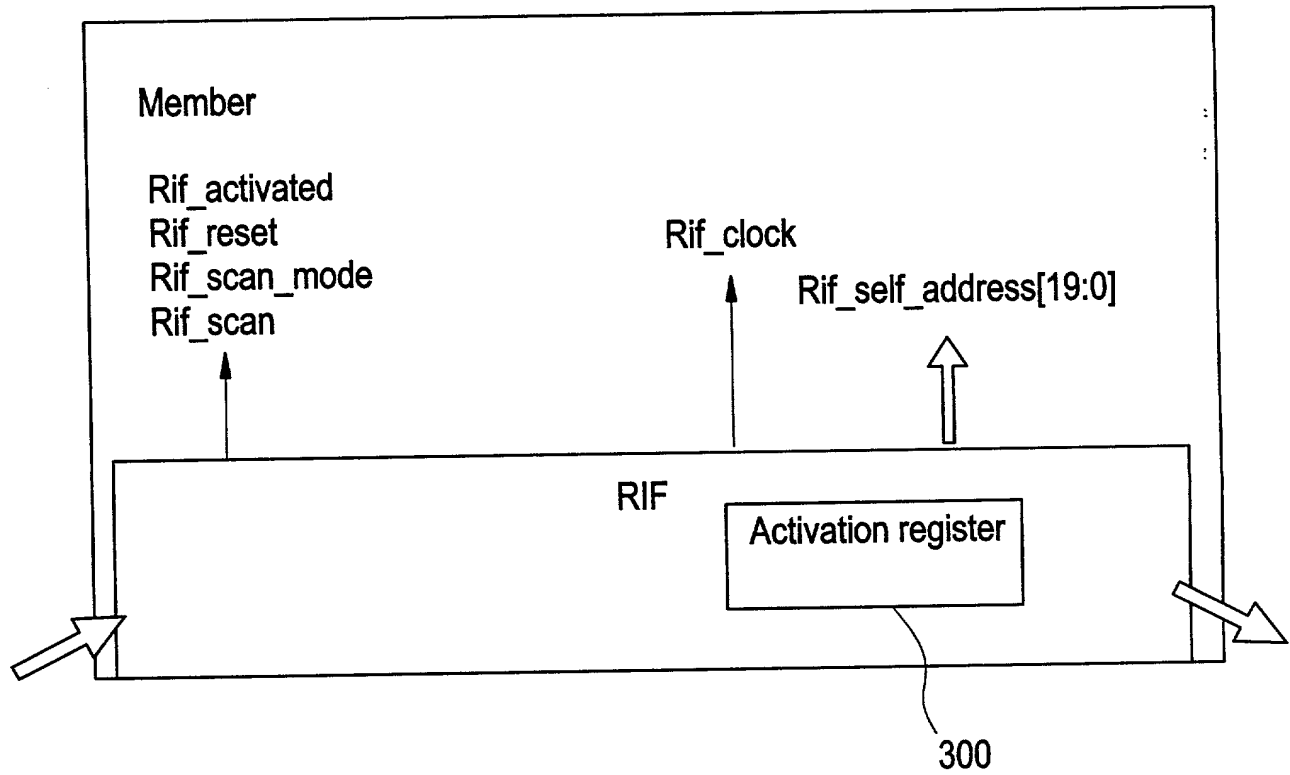 Member
Rif_activated
Rif_reset
Rif_scan_mode
Rif_scan
Rif_clock
Rif_self_address[19:0]
RIF
Activation register
300